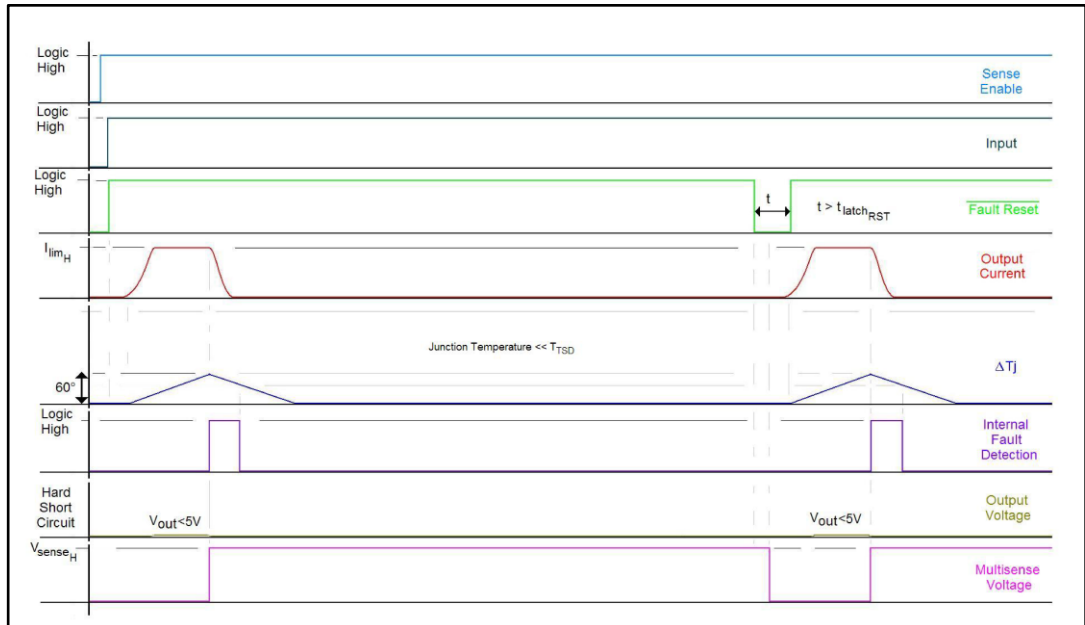 Logic
High
Sense
Enable
Logic
High
Input
Logic
High
t
t > tlatchRST
Fault Reset
IlimH
Output
Current
Junction Temperature << TTSD
60°
ΔTj
Logic
High
Internal
Fault
Detection
Hard
Short
Circuit
Vout<5V
Vout<5V
Output
Voltage
VsenseH
Multisense
Voltage